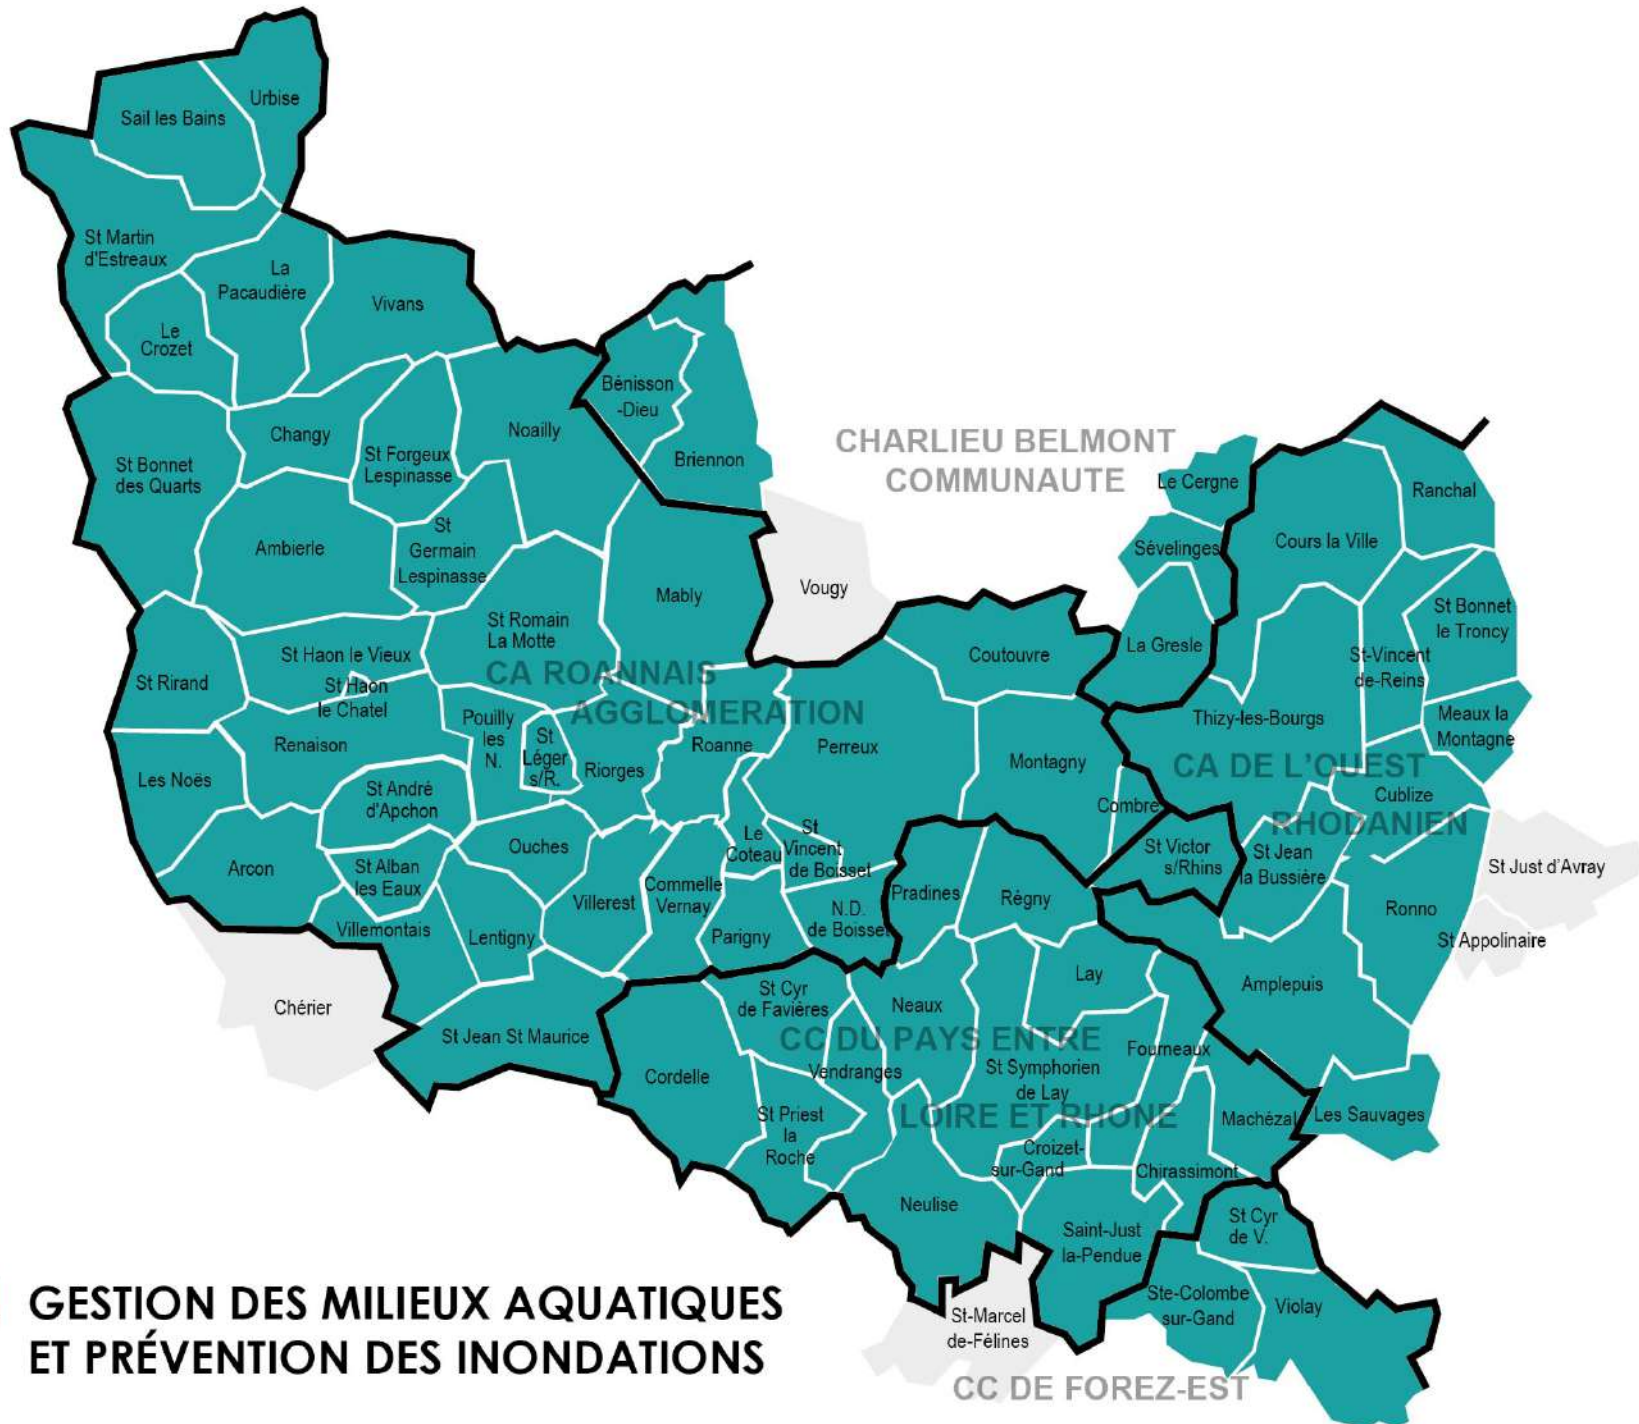 Urbise
Sail les Bains
St Martin
d'Estreaux
La
Pacaudière
Vivans
Le
Crozet
Bénisson
-Dieu
Changy
Noailly
St Forgeux
Lespinasse
Briennon
St Bonnet
des Quarts
CHARLIEU BELMONT
COMMUNAUTE
Le Cergne
Ranchal
Ambierle
St
Germain
Lespinasse
Sévelinges
Cours la Ville
Vougy
Mably
St Romain
La Motte
St Bonnet
le Troncy
St Haon le Vieux
St Rirand
St Haon
le Chatel
Coutouvre
La Gresle
St-Vincent
de-Reins
CA ROANNAIS
AGGLOMERATION
Renaison
Pouilly
les
N.
St
Léger
s/R.
Riorges
Roanne
Perreux
Montagny
Thizy-les-Bourgs
Meaux la
Montagne
Les Noës
St André
d'Apchon
CA DE L'OUEST
RHODANIEN
Cublize
Combre
Arcon
St Alban
les Eaux
Ouches
Le
Coteau
St
Vincent
de Boisset
St Victor
s/Rhins
St Jean
la Bussière
St Just d'Avray
Villemontais
Lentigny
Villerest
Commelle
Vernay
Parigny
N.D.
de Boisset
Pradines
Régny
Ronno
St Appolinaire
Chérier
St Jean St Maurice
St Cyr
de Favières
Neaux
Lay
Amplepuis
CC DU PAYS ENTRE
LOIRE ET RHONE
Cordelle
Vendranges
St Symphorien
de Lay
Fourneaux
St Priest
la
Roche
Croizet-
sur-Gand
Machézal
Les Sauvages
Chirassimont
Neulise
Saint-Just
la-Pendue
St Cyr
de V.
Ste-Colombe
sur-Gand
Violay
St-Marcel
de-Félines
CC DE FOREZ-EST
GESTION DES MILIEUX AQUATIQUES
ET PRÉVENTION DES INONDATIONS